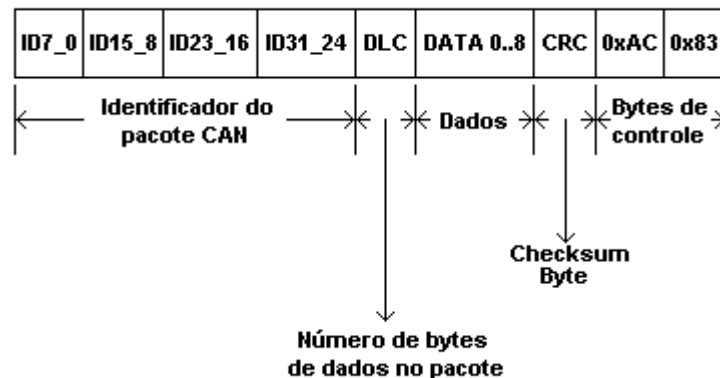 ID7_0 ID15_8 ID23_16 ID31_24 DLC DATA 0..8 CRC 0xAC 0x83
Identificador do
pacote CAN
Dados
Bytes de
controle
Checksum
Byte
Número de bytes
de dados no pacote